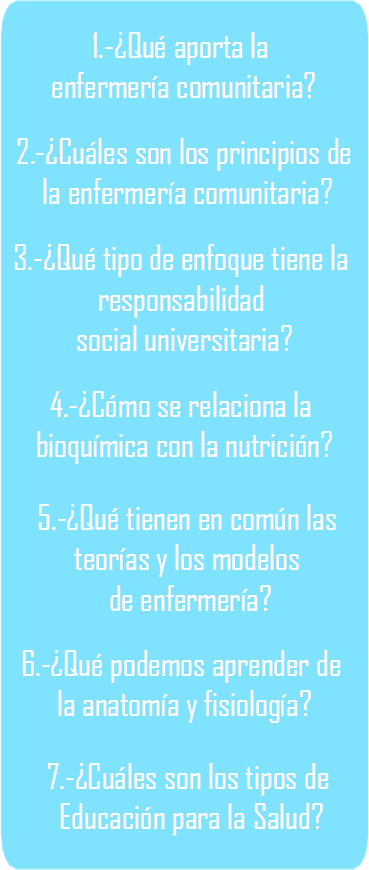 1.-¿Qué aporta la
enfermería comunitaria?
2.-¿Cuáles son los principios de
la enfermería comunitaria?
3.-¿Qué tipo de enfoque tiene la
responsabilidad
social universitaria?
4.-¿Cómo se relaciona la
bioquímica con la nutrición?
5.-¿Qué tienen en común las
teorías y los modelos
de enfermería?
6.-¿Qué podemos aprender de
la anatomía y fisiología?
7.-¿Cuáles son los tipos de
Educación para la Salud?